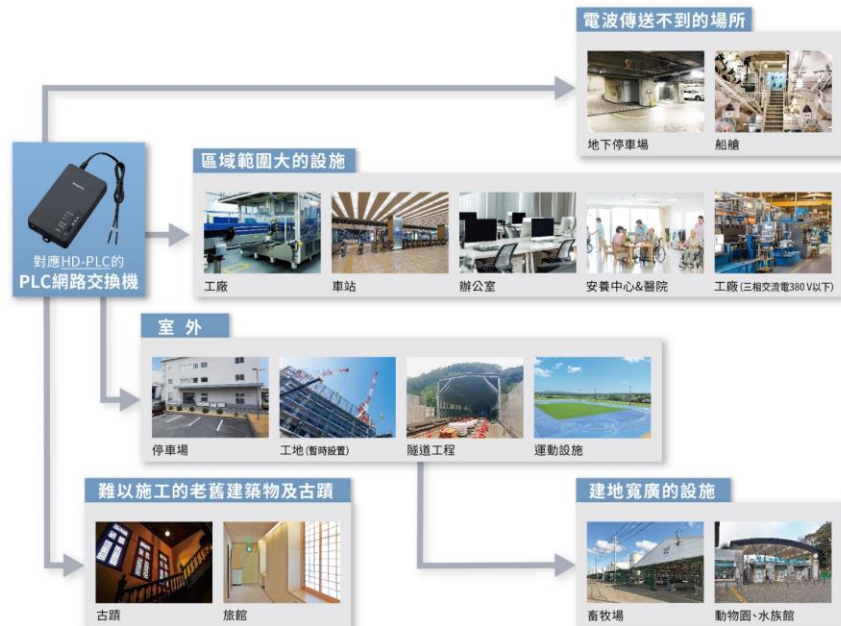 電波傳送不到的場所
地下停車場
船艙
對應HD-PLC的
PLC網路交換機
區域範圍大的設施
工廠
車站
辦公室
安養中心&醫院
工廠(三相交流電380 V以下)
室 外
停車場
工地(暫時設置)
隧道工程
運動設施
難以施工的老舊建築物及古蹟
古蹟
旅館
建地寬廣的設施
畜牧場
動物園、水族館